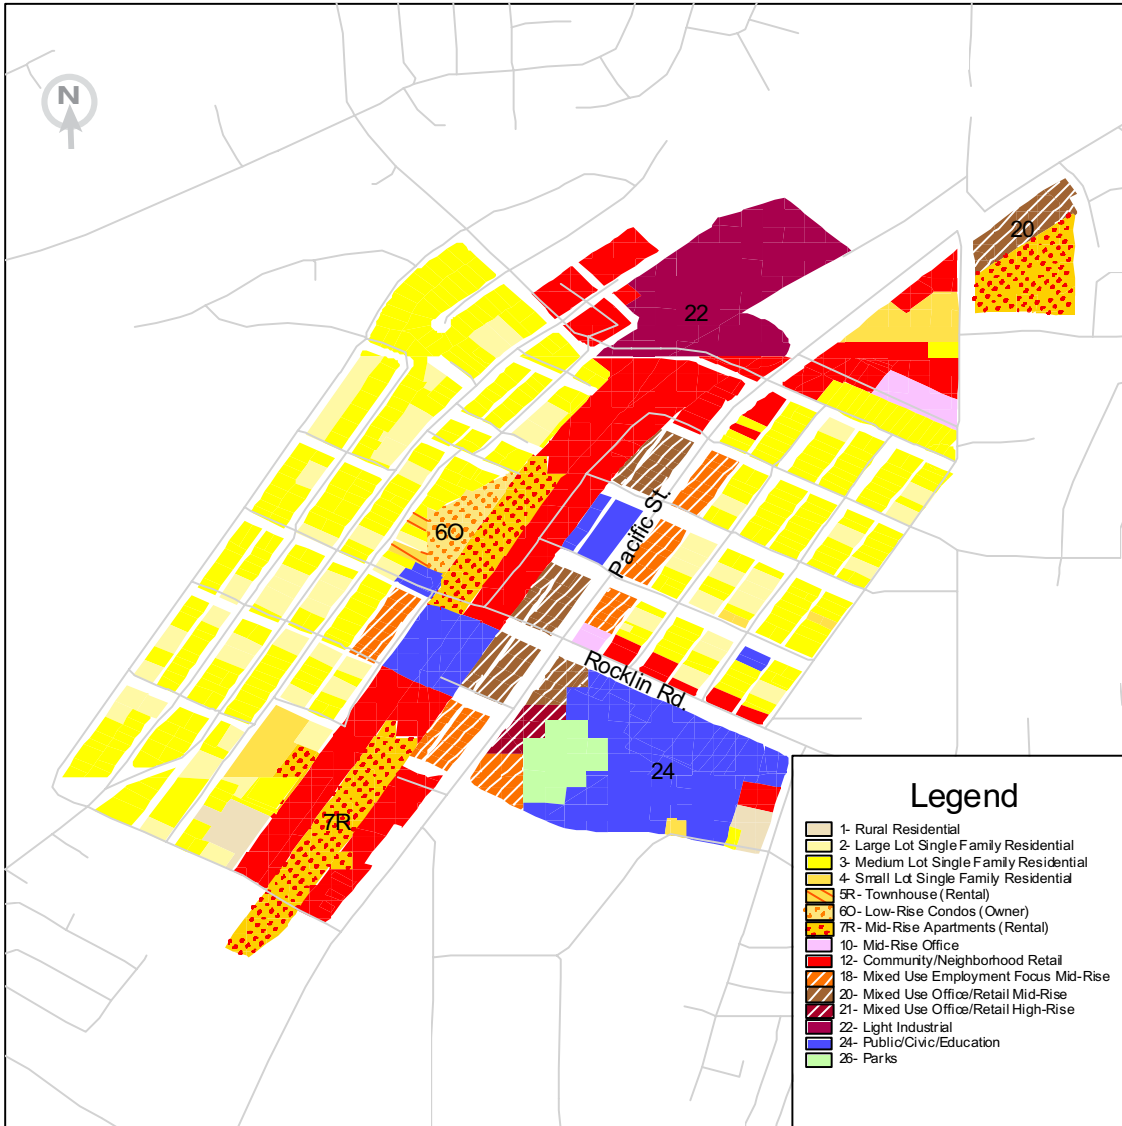 N
20
22
Pacific St.
6O
Rocklin Rd.
24
7R
Legend
1- Rural Residential
2- Large Lot Single Family Residential
3- Medium Lot Single Family Residential
4- Small Lot Single Family Residential
5R- Townhouse (Rental)
6O- Low-Rise Condos (Owner)
7R- Mid-Rise Apartments (Rental)
10- Mid-Rise Office
12- Community/Neighborhood Retail
18- Mixed Use Employment Focus Mid-Rise
20- Mixed Use Office/Retail Mid-Rise
21- Mixed Use Office/Retail High-Rise
22- Light Industrial
24- Public/Civic/Education
26- Parks